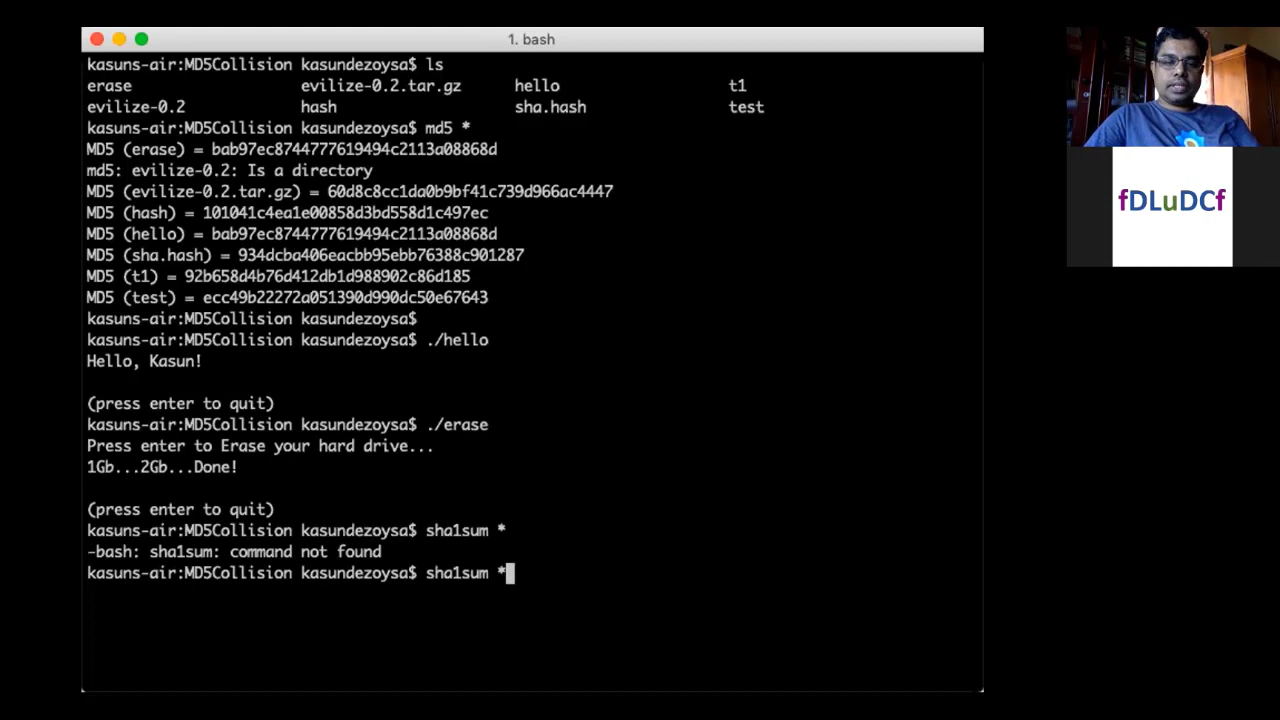 1. bash
kasuns-air:MD5Collision kasundezoysa$ ls
erase evilize-0.2.tar.gz hello t1
evilize-0.2 hash sha.hash test
kasuns-air:MD5Collision kasundezoysa$ md5 *
MD5 (erase) = bab97ec8744777619494c2113a08868d
md5: evilize-0.2: Is a directory
MD5 (evilize-0.2.tar.gz) = 60d8c8cc1da0b9bf41c739d966ac4447
MD5 (hash) = 101041c4ea1e00858d3bd558d1c497ec
MD5 (hello) = bab97ec8744777619494c2113a08868d
MD5 (sha.hash) = 934dcba406eacbb95ebb76388c901287
MD5 (t1) = 92b658d4b76d412db1d988902c86d185
MD5 (test) = ecc49b22272a051390d990dc50e67643
kasuns-air:MD5Collision kasundezoysa$
kasuns-air:MD5Collision kasundezoysa$ ./hello
Hello, Kasun!
(press enter to quit)
kasuns-air:MD5Collision kasundezoysa$ ./erase
Press enter to Erase your hard drive...
1Gb...2Gb...Done!
(press enter to quit)
kasuns-air:MD5Collision kasundezoysa$ sha1sum *
-bash: sha1sum: command not found
kasuns-air:MD5Collision kasundezoysa$ sha1sum *
fDLuDCf